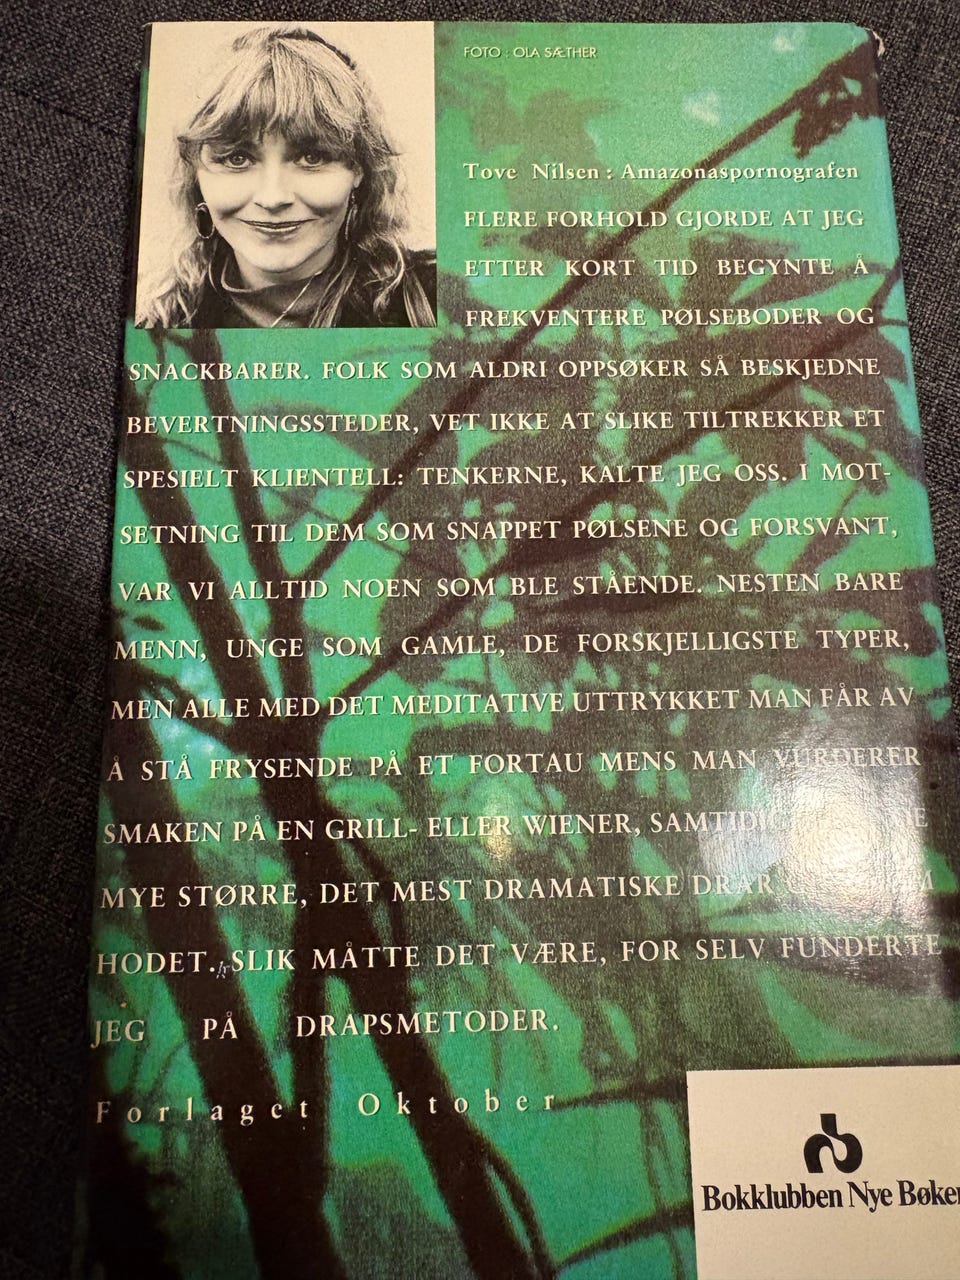 FOTO : OLA SÆTHER
Tove Nilsen : Amazonaspornografen
FLERE FORHOLD GJORDE AT JEG
ETTER KORT TID BEGYNTE Å
FREKVENTERE PØLSEBODER OG
SNACKBARER. FOLK SOM ALDRI OPPSØKER SÅ BESKJEDNE
BEVERTNINGSSTEDER, VET IKKE AT SLIKE TILTREKKER ET
SPESIELT KLIENTELL: TENKERNE, KALTE JEG OSS. I MOT-
SETNING TIL DEM SOM SNAPPET PØLSENE OG FORSVANT,
VAR VI ALLTID NOEN SOM BLE STÅENDE. NESTEN BARE
MENN, UNGE SOM GAMLE, DE FORSKJELLIGSTE TYPER,
MEN ALLE MED DET MEDITATIVE UTTRYKKET MAN FÅR AV
Å STÅ FRYSENDE PÅ ET FORTAU MENS MAN VURDERER
SMAKEN PÅ EN GRILL- ELLER WIENER, SAMTIDIG
MYE STØRRE, DET MEST DRAMATISKE
HODET. SLIK MÅTTE DET VÆRE, FOR SELV FUNDERTE
JEG PÅ DRAPSMETODER.
Forlaget Oktober
Bokklubben Nye Bøker